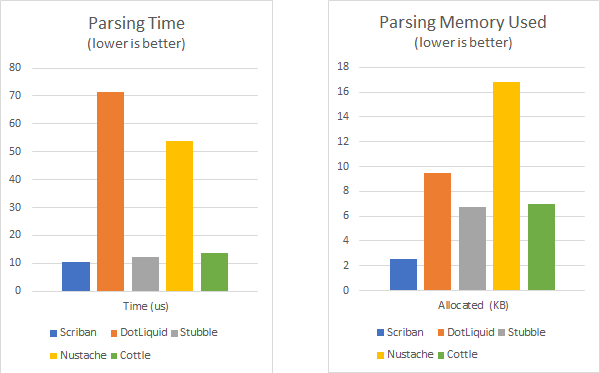 Parsing Time
(lower is better)
80
70
60
50
40
30
20
10
0
Time (us)
Scriban DotLiquid Stubble
Nustache Cottle
Parsing Memory Used
(lower is better)
18
16
14
12
10
8
6
4
2
0
Allocated (KB)
Scriban DotLiquid Stubble
Nustache Cottle